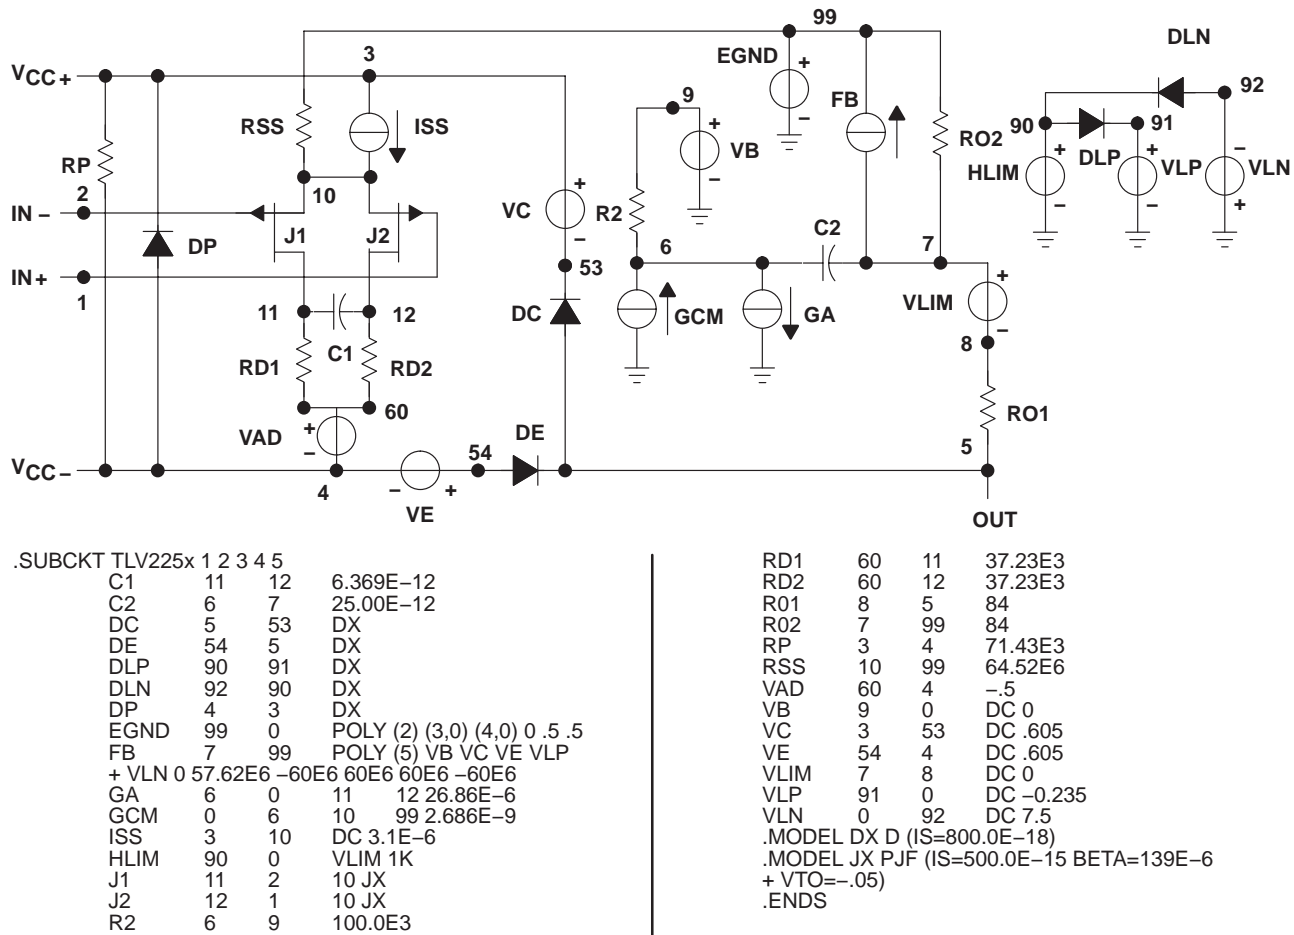 99
DLN
3
EGND
+
−
VCC+
92
9
FB
+
RSS
ISS
VB
−
90
91
RO2
RP
DLP
2
10
HLIM
+
−
VLP
+
−
VLN
−
+
IN −
VC
+
−
R2
C2
J1
J2
DP
6
7
IN+
53
1
+
11
12
DC
GCM
GA
VLIM
−
C1
8
RD1
RD2
60
RO1
VAD
+
−
DE
5
54
VCC−
4
−
+
VE
OUT
.SUBCKT TLV225x 1 2 3 4 5
C1 11 12 6.369E−12
C2 6 7 25.00E−12
DC 5 53 DX
DE 54 5 DX
DLP 90 91 DX
DLN 92 90 DX
DP 4 3 DX
EGND 99 0 POLY (2) (3,0) (4,0) 0 .5 .5
FB 7 99 POLY (5) VB VC VE VLP
+ VLN 0 57.62E6 −60E6 60E6 60E6 −60E6
GA 6 0 11 12 26.86E−6
GCM 0 6 10 99 2.686E−9
ISS 3 10 DC 3.1E−6
HLIM 90 0 VLIM 1K
J1 11 2 10 JX
J2 12 1 10 JX
R2 6 9 100.0E3
RD1 60 11 37.23E3
RD2 60 12 37.23E3
R01 8 5 84
R02 7 99 84
RP 3 4 71.43E3
RSS 10 99 64.52E6
VAD 60 4 −.5
VB 9 0 DC 0
VC 3 53 DC .605
VE 54 4 DC .605
VLIM 7 8 DC 0
VLP 91 0 DC −0.235
VLN 0 92 DC 7.5
.MODEL DX D (IS=800.0E−18)
.MODEL JX PJF (IS=500.0E−15 BETA=139E−6
+ VTO=−.05)
.ENDS